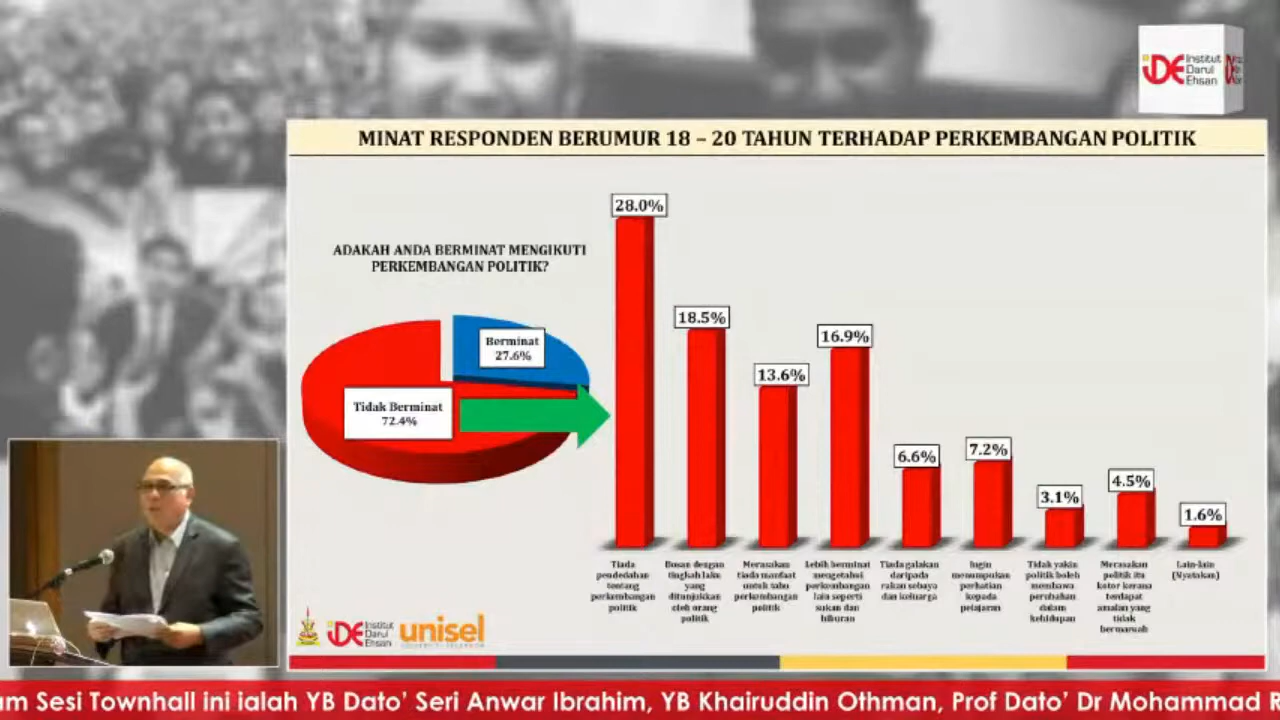 Institut
Darul
Ehsan
MINAT RESPONDEN BERUMUR 18 – 20 TAHUN TERHADAP PERKEMBANGAN POLITIK
ADAKAH ANDA BERMINAT MENGIKUTI
PERKEMBANGAN POLITIK?
Berminat
27.6%
Tidak Berminat
72.4%
28.0%
18.5%
13.6%
16.9%
6.6%
7.2%
3.1%
4.5%
1.6%
Tiada
pendedahan
tentang
perkembangan
politik
Bosan dengan
tingkah laku
yang
ditunjukkan
oleh orang
politik
Merasakan
tiada manfaat
untuk tahu
perkembangan
politik
Lebih berminat
mengetahui
perkembangan
lain seperti
sukan dan
hiburan
Tiada galakan
daripada
rakan sebaya
dan keluarga
Ingin
menumpukan
perhatian
kepada
pelajaran
Tidak yakin
politik boleh
membawa
perubahan
dalam
kehidupan
Merasakan
politik itu
kotor kerana
terdapat
amalan yang
tidak
bermaruah
Lain-lain
(Nyatakan)
IDE Institut
Darul
Ehsan
unisel
am Sesi Townhall ini ialah YB Dato' Seri Anwar Ibrahim, YB Khairuddin Othman, Prof Dato' Dr Mohammad R